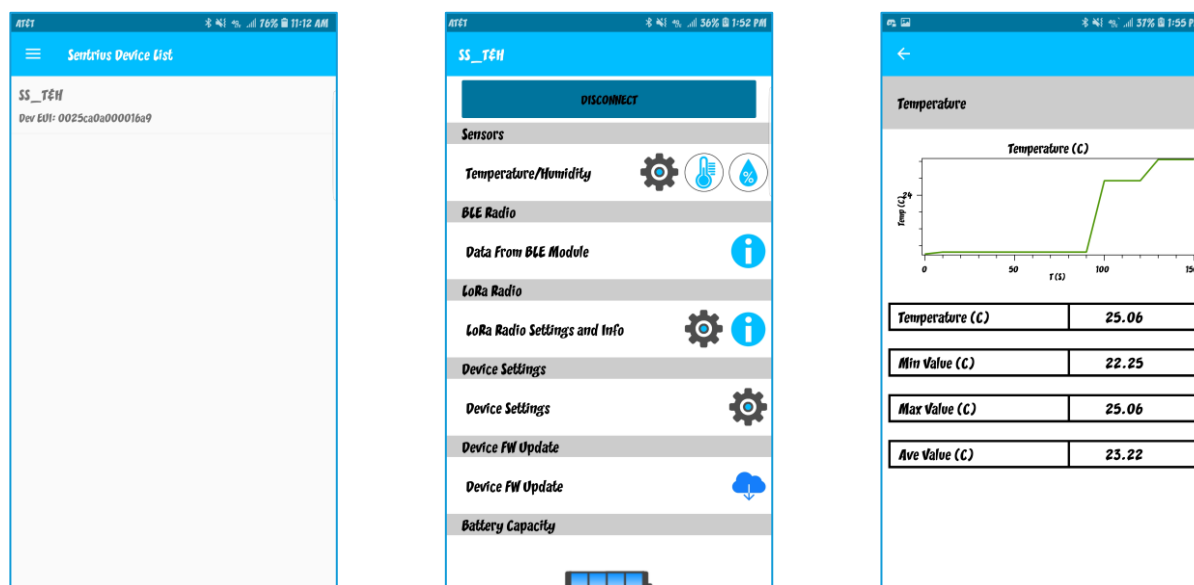 AT&T 76% 11:12 AM
Sentrius Device List
SS_T&H
Dev EUI: 0025ca0a000016a9
AT&T 36% 1:52 PM
SS_T&H
DISCONNECT
Sensors
Temperature/Humidity
%
BLE Radio
Data From BLE Module
LoRa Radio
LoRa Radio Settings and Info
Device Settings
Device Settings
Device FW Update
Device FW Update
Battery Capacity
37% 1:55 P
Temperature
Temperature (C)
Temp (C)
24
0 50 100 15
T (S)
Temperature (C) 25.06
Min Value (C) 22.25
Max Value (C) 25.06
Ave Value (C) 23.22